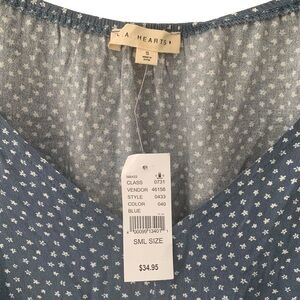 L.A. HEARTS
S
CLASS 0731
VENDOR 46156
STYLE 0433
COLOR 040
BLUE
SML SIZE
$34.95